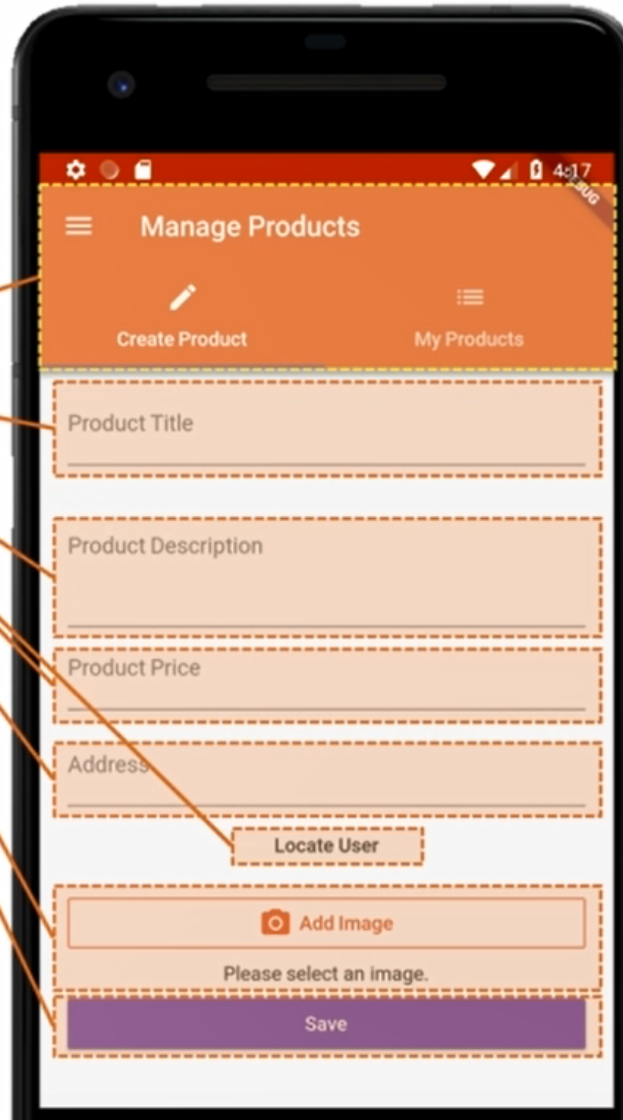 4:17
DEBUG
Manage Products
Create Product
My Products
Product Title
Product Description
Product Price
Address
Locate User
Add Image
Please select an image.
Save